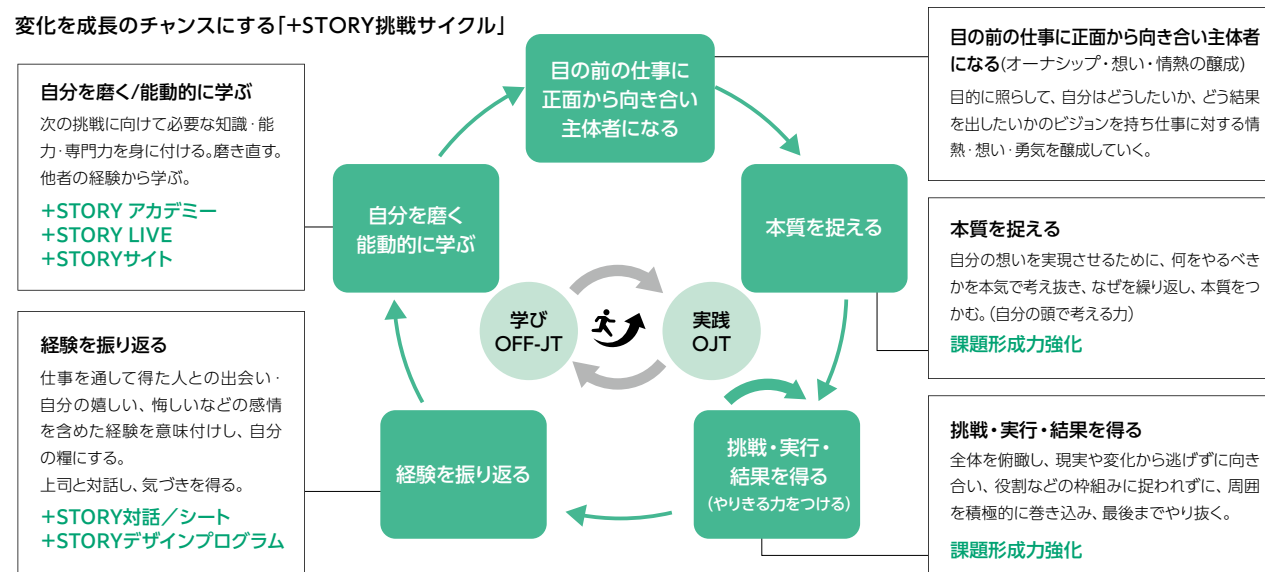 変化を成長のチャンスにする「+STORY挑戦サイクル」
自分を磨く/能動的に学ぶ
次の挑戦に向けて必要な知識・能
力・専門力を身に付ける。磨き直す。
他者の経験から学ぶ。
+STORY アカデミー
+STORY LIVE
+STORYサイト
経験を振り返る
仕事を通して得た人との出会い・
自分の嬉しい、悔しいなどの感情
を含めた経験を意味付けし、自分
の糧にする。
上司と対話し、気づきを得る。
+STORY対話／シート
+STORYデザインプログラム
目の前の仕事に
正面から向き合い
主体者になる
本質を捉える
挑戦・実行・
結果を得る
(やりきる力をつける)
経験を振り返る
自分を磨く
能動的に学ぶ
学び
OFF-JT
実践
OJT
目の前の仕事に正面から向き合い主体者
になる(オーナシップ・想い・情熱の醸成)
目的に照らして、自分はどうしたいか、どう結果
を出したいかのビジョンを持ち仕事に対する情
熱・想い・勇気を醸成していく。
本質を捉える
自分の想いを実現させるために、何をやるべき
かを本気で考え抜き、なぜを繰り返し、本質をつ
かむ。(自分の頭で考える力)
課題形成力強化
挑戦・実行・結果を得る
全体を俯瞰し、現実や変化から逃げずに向き
合い、役割などの枠組みに捉われずに、周囲
を積極的に巻き込み、最後までやり抜く。
課題形成力強化